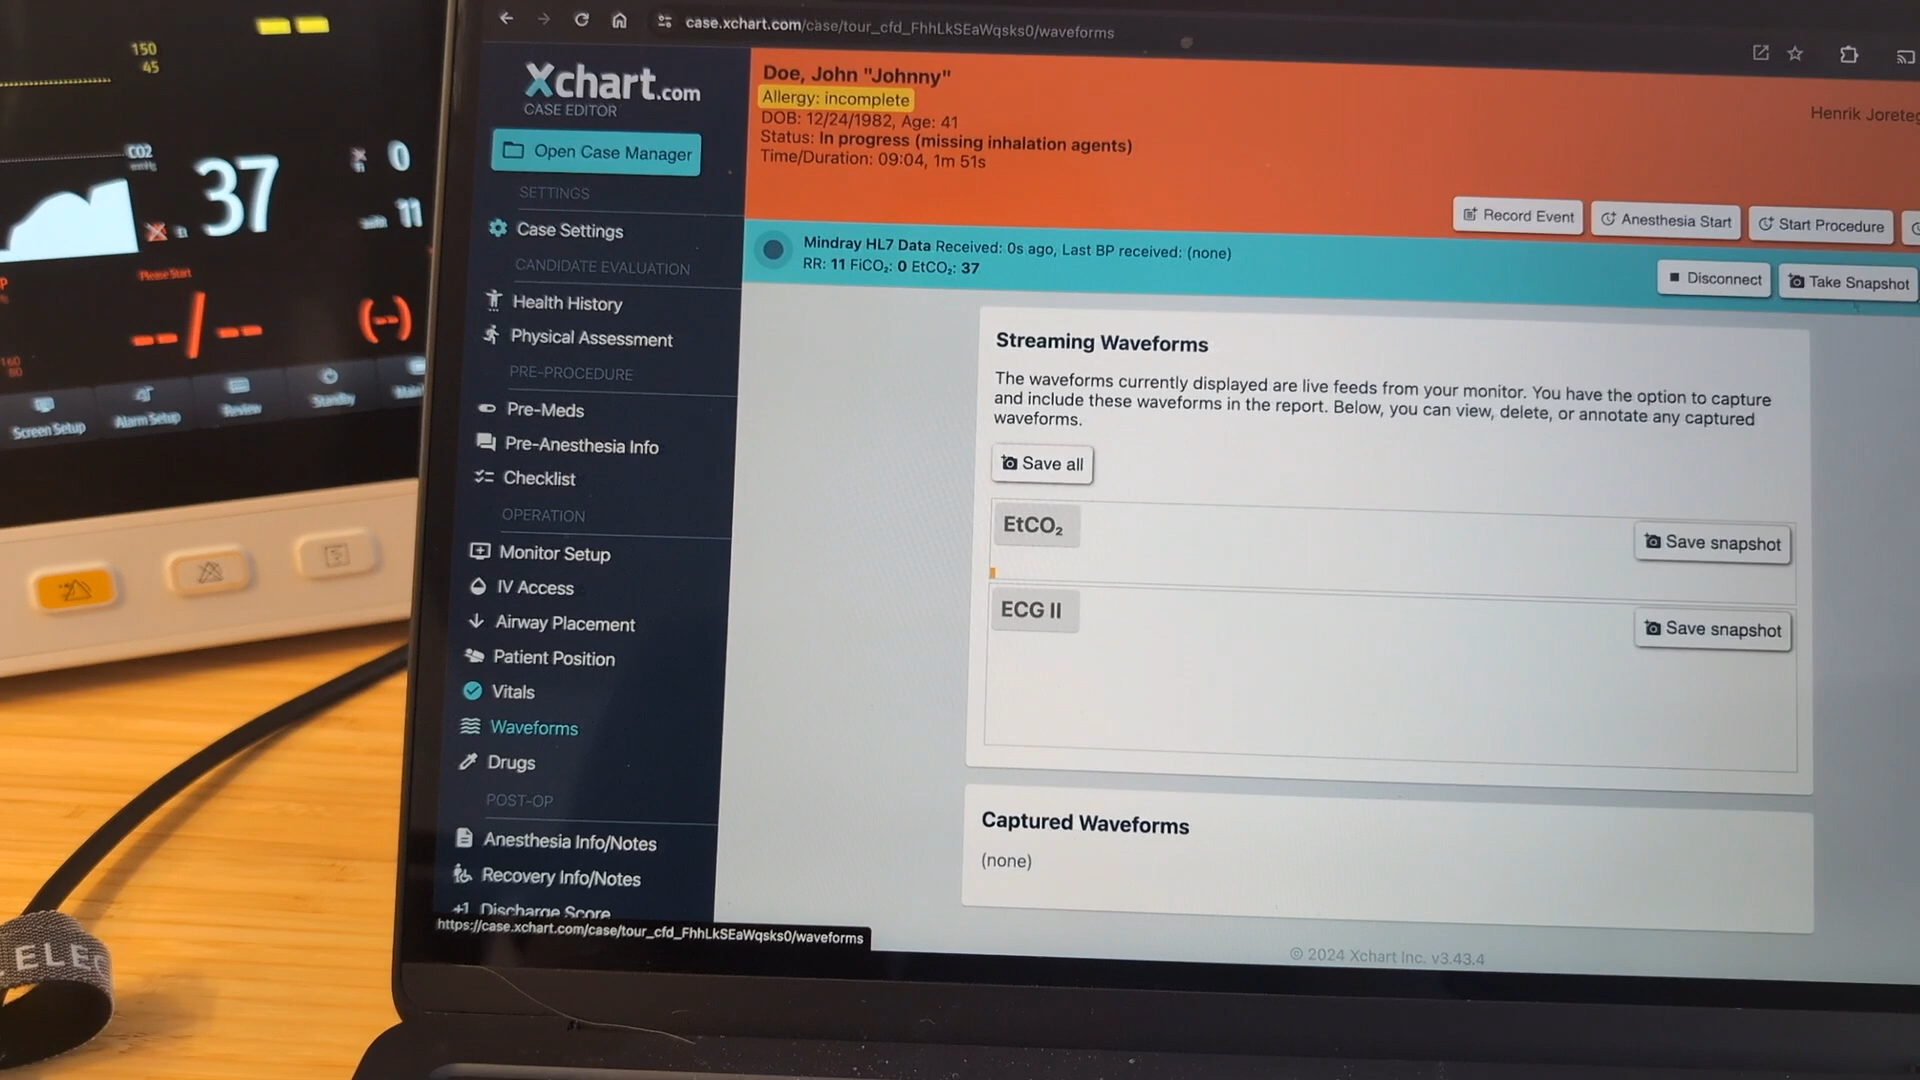 150
45
CO2
mmHg
37
0
11
Please Start
--/--
(--)
160
80
Screen Setup
Alarm Setup
Review
Standby
Main
ELEC
case.xchart.com/case/tour_cfd_FhhLkSEaWqsks0/waveforms
Xchart.com
CASE EDITOR
Open Case Manager
SETTINGS
Case Settings
CANDIDATE EVALUATION
Health History
Physical Assessment
PRE-PROCEDURE
Pre-Meds
Pre-Anesthesia Info
Checklist
OPERATION
Monitor Setup
IV Access
Airway Placement
Patient Position
Vitals
Waveforms
Drugs
POST-OP
Anesthesia Info/Notes
Recovery Info/Notes
+1 Discharge Score
https://case.xchart.com/case/tour_cfd_FhhLkSEaWqsks0/waveforms
Doe, John "Johnny"
Allergy: incomplete
DOB: 12/24/1982, Age: 41
Status: In progress (missing inhalation agents)
Time/Duration: 09:04, 1m 51s
Henrik Joreteg
Record Event
Anesthesia Start
Start Procedure
Mindray HL7 Data Received: 0s ago, Last BP received: (none)
RR: 11 FiCO₂: 0 EtCO₂: 37
Disconnect
Take Snapshot
Streaming Waveforms
The waveforms currently displayed are live feeds from your monitor. You have the option to capture
and include these waveforms in the report. Below, you can view, delete, or annotate any captured
waveforms.
Save all
EtCO₂
Save snapshot
ECG II
Save snapshot
Captured Waveforms
(none)
© 2024 Xchart Inc. v3.43.4